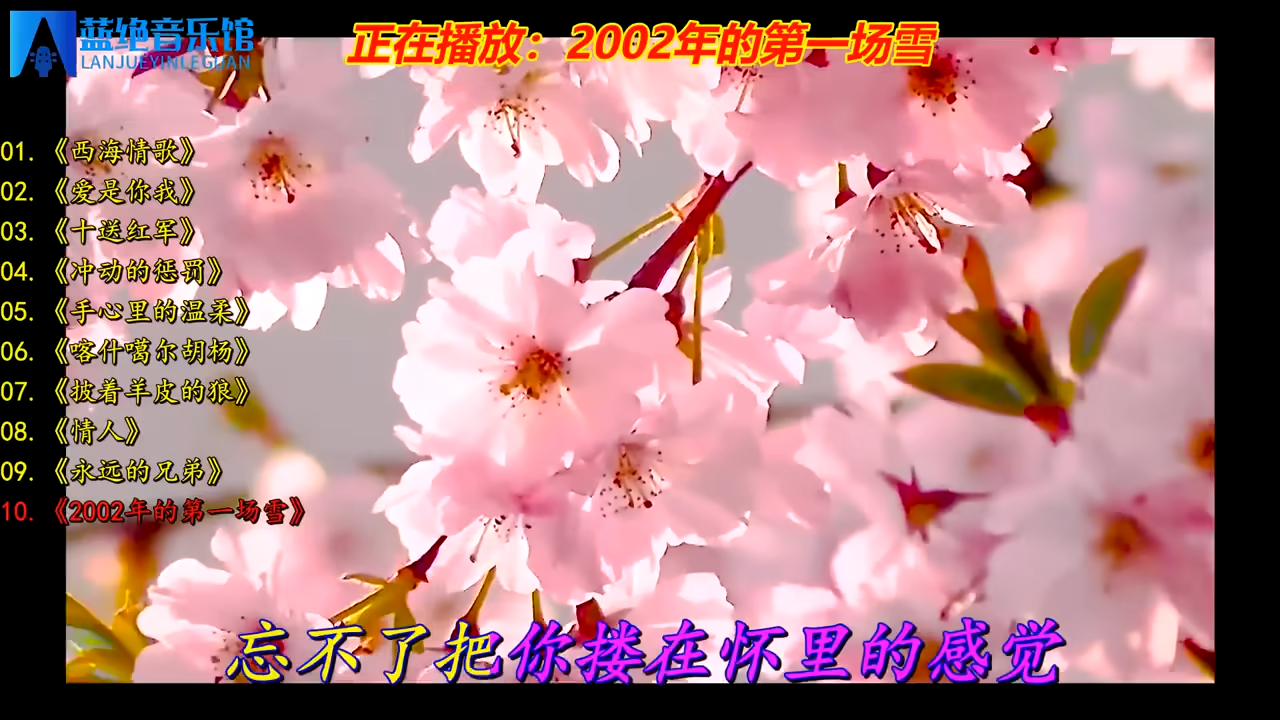 蓝绝音乐馆
LANJUEYINLEGUAN
正在播放：2002年的第一场雪
01.《西海情歌》
02.《爱是你我》
03.《十送红军》
04.《冲动的惩罚》
05.《手心里的温柔》
06.《喀什噶尔胡杨》
07.《披着羊皮的狼》
08.《情人》
09.《永远的兄弟》
10.《2002年的第一场雪》
忘不了把你搂在怀里的感觉